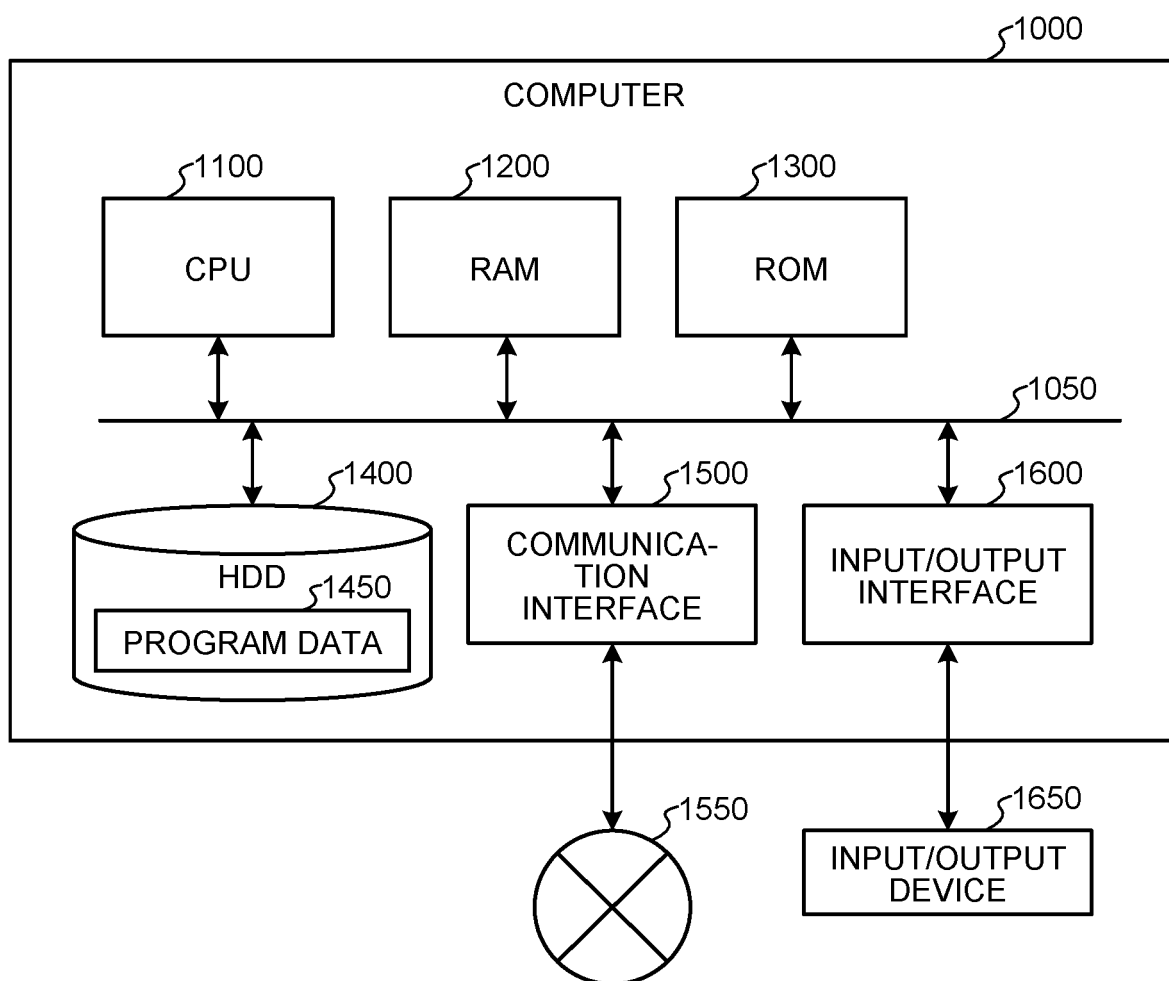 1000
COMPUTER
1100
1200
1300
CPU
RAM
ROM
1050
1400
1500
1600
HDD
1450
PROGRAM DATA
COMMUNICA-
TION
INTERFACE
INPUT/OUTPUT
INTERFACE
1550
1650
INPUT/OUTPUT
DEVICE